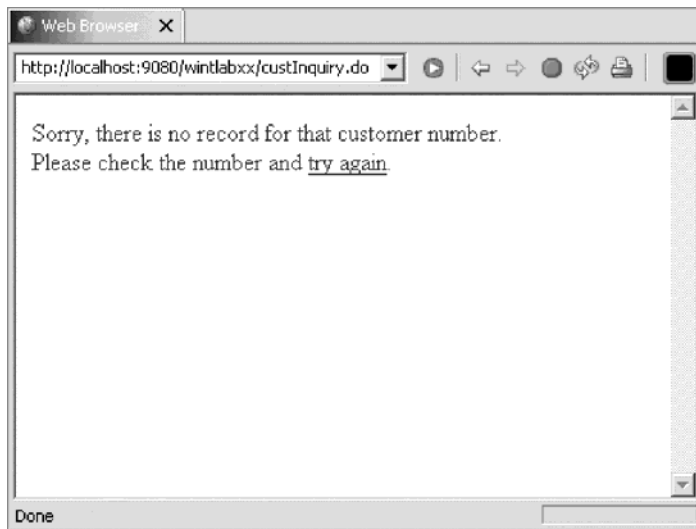 Web Browser
http://localhost:9080/wintlabxx/custInquiry.do
Sorry, there is no record for that customer number.
Please check the number and try again.
Done